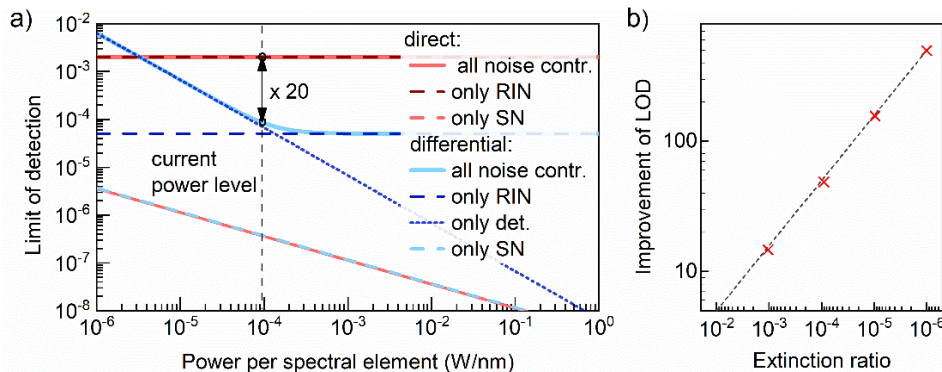 a)
10^-2
10^-3
10^-4
10^-5
10^-6
10^-7
10^-8
Limit of detection
x 20
current
power level
direct:
all noise contr.
only RIN
only SN
differential:
all noise contr.
only RIN
only det.
only SN
10^-6
10^-5
10^-4
10^-3
10^-2
10^-1
10^0
Power per spectral element (W/nm)
b)
Improvement of LOD
100
10
10^-2
10^-3
10^-4
10^-5
10^-6
Extinction ratio